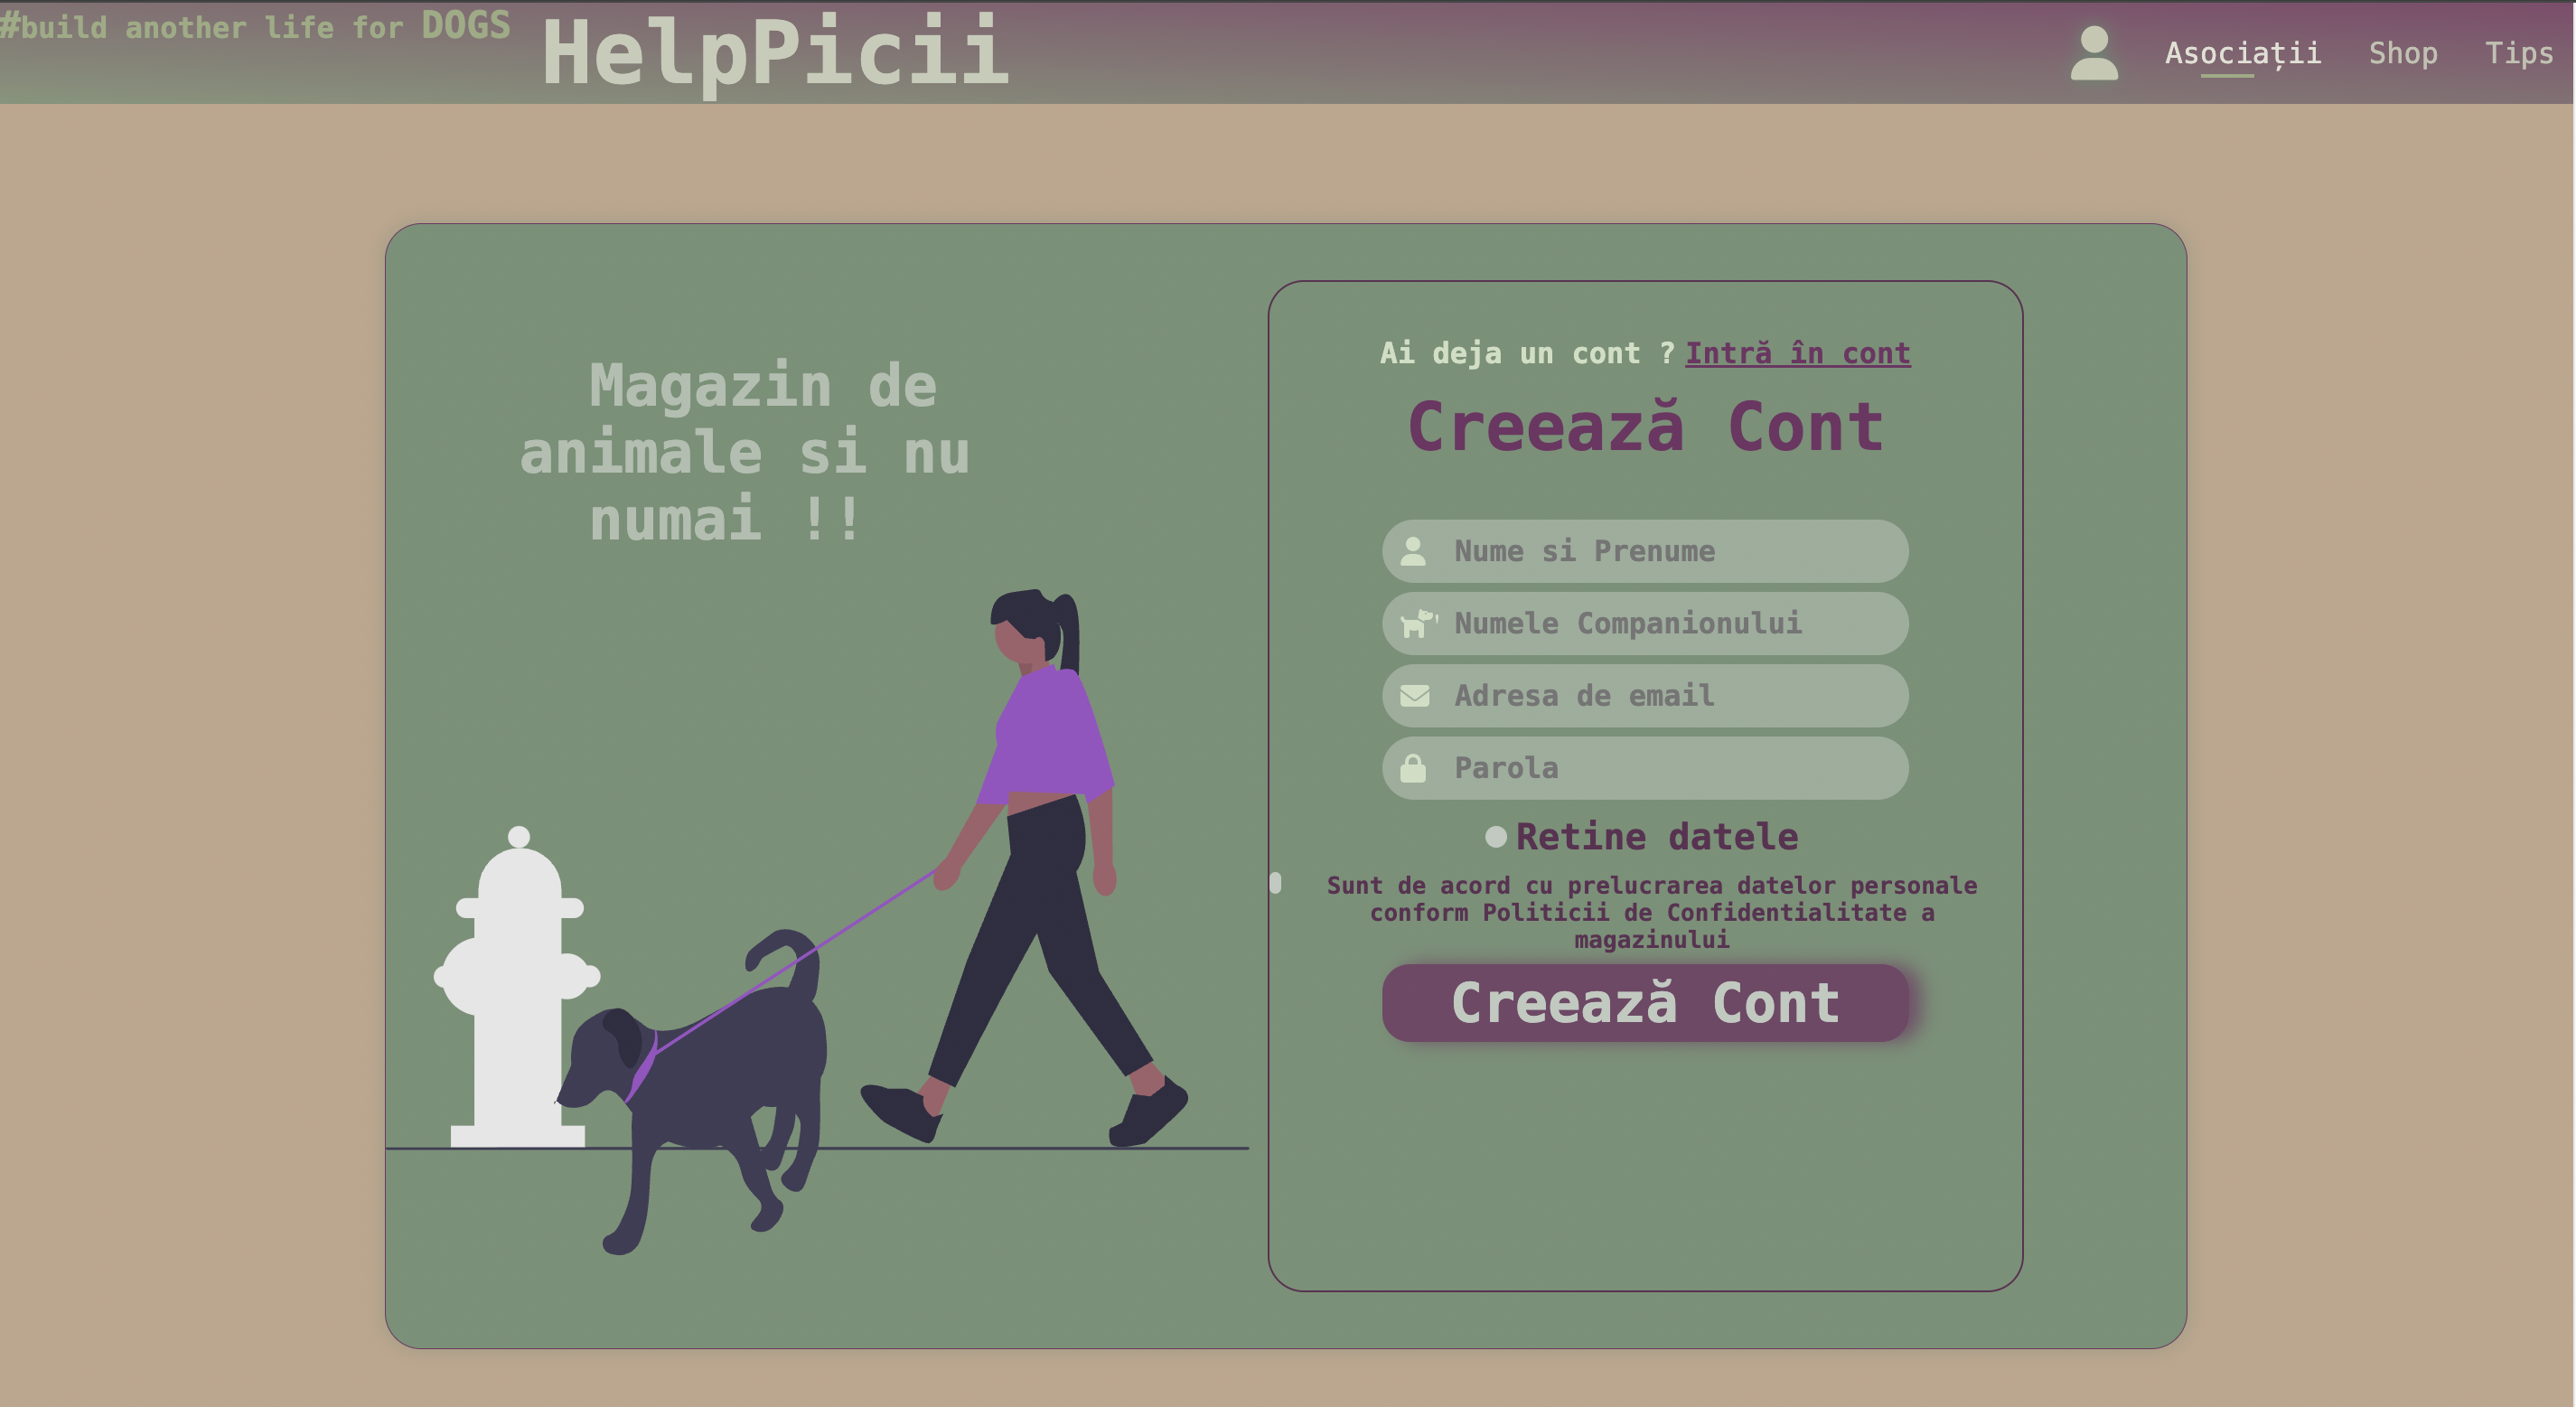 #build another life for DOGS
HelpPicii
Asociații
Shop
Tips
Magazin de
animale si nu
numai !!
Ai deja un cont ? Intră în cont
Creează Cont
Nume si Prenume
Numele Companionului
Adresa de email
Parola
Retine datele
Sunt de acord cu prelucrarea datelor personale
conform Politicii de Confidentialitate a
magazinului
Creează Cont